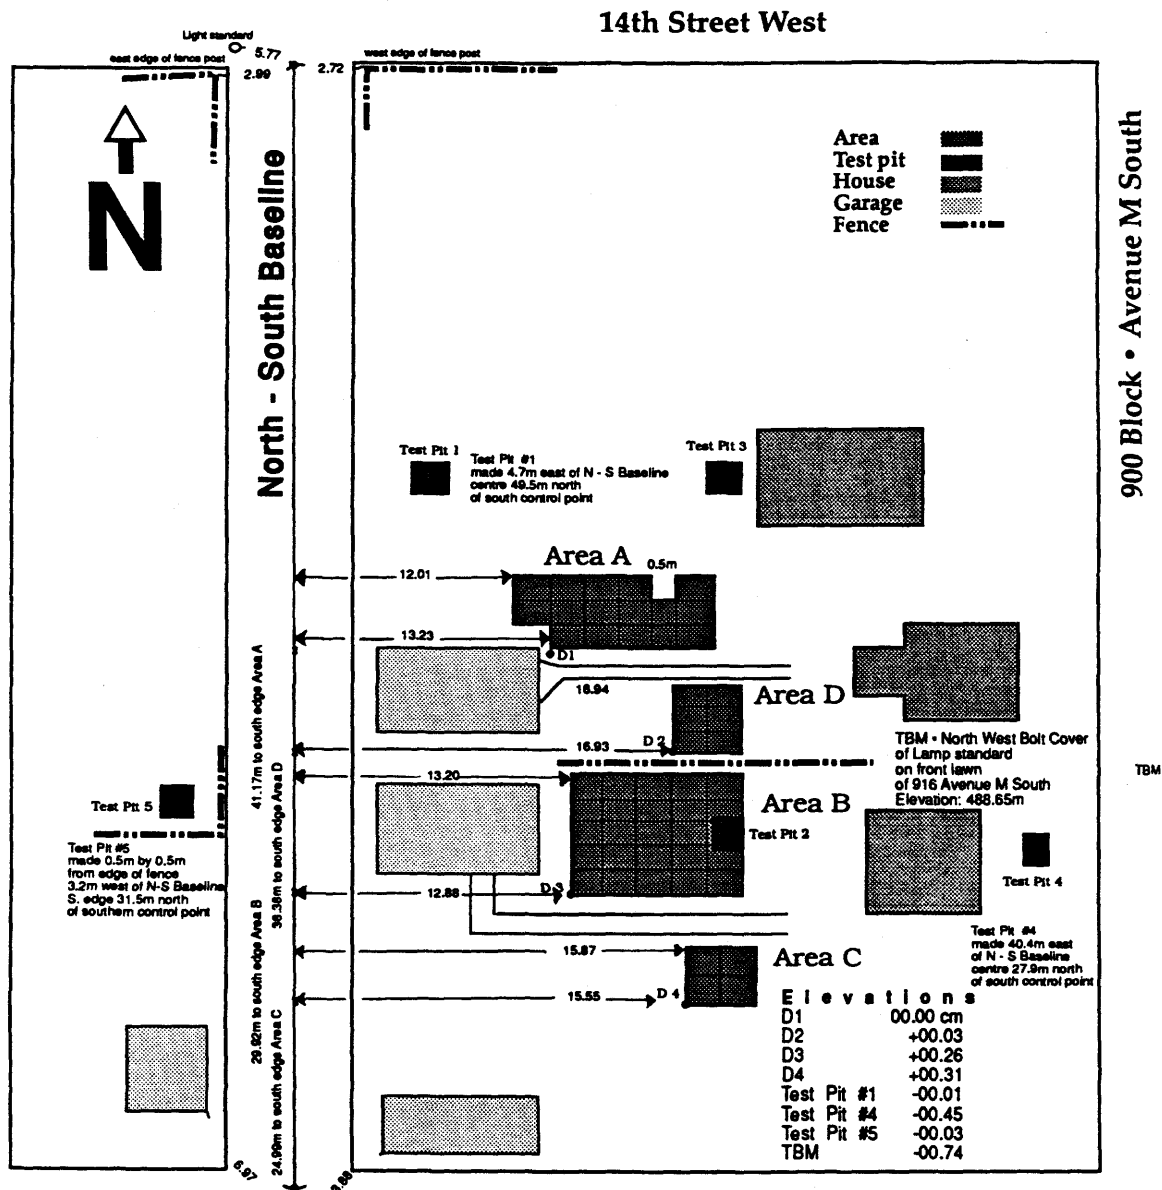 14th Street West
Light standard
5.77
east edge of fence post
west edge of fence post
2.99
2.72
N
North - South Baseline
900 Block • Avenue M South
Area
Test pit
House
Garage
Fence
Test Pit 1
Test Pit #1
made 4.7m east of N - S Baseline
centre 49.5m north
of south control point
Test Pit 3
Area A
0.5m
12.01
13.23
D1
18.94
Area D
D 2
16.93
13.20
41.17m to south edge Area A
36.38m to south edge Area D
TBM • North West Bolt Cover
of Lamp standard
on front lawn
of 916 Avenue M South
Elevation: 488.65m
TBM
Test Pit 5
Test Pit #5
made 0.5m by 0.5m
from edge of fence
3.2m west of N-S Baseline
S. edge 31.5m north
of southern control point
Area B
Test Pit 2
Test Pit 4
12.88
D 3
29.92m to south edge Area B
24.99m to south edge Area C
15.87
Area C
15.55
D 4
Test Pit #4
made 40.4m east
of N - S Baseline
centre 27.9m north
of south control point
Elevations
D1 00.00 cm
D2 +00.03
D3 +00.26
D4 +00.31
Test Pit #1 -00.01
Test Pit #4 -00.45
Test Pit #5 -00.03
TBM -00.74
6.97